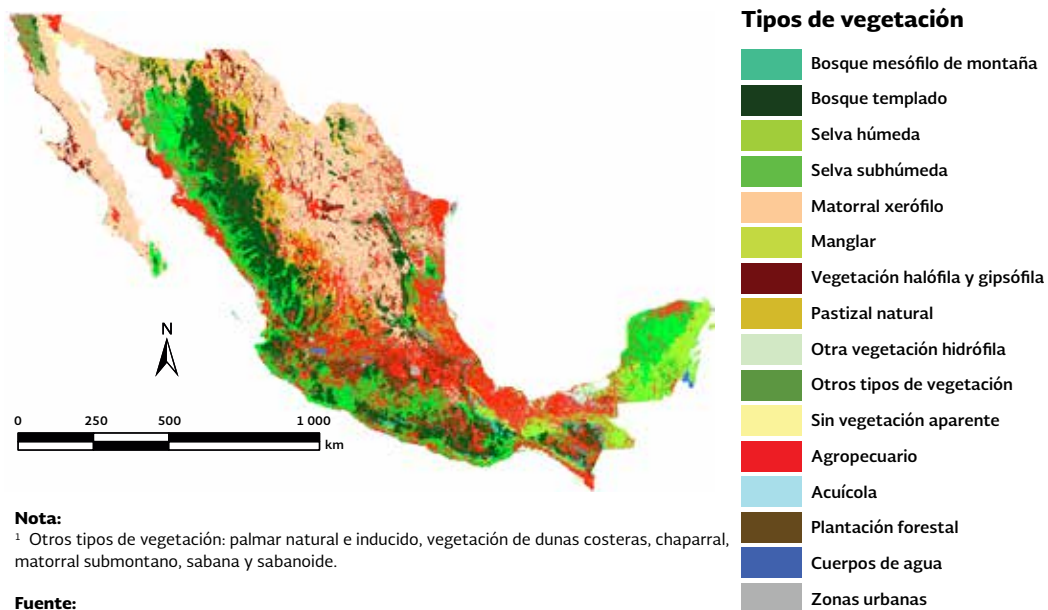 Tipos de vegetación
Bosque mesófilo de montaña
Bosque templado
Selva húmeda
Selva subhúmeda
Matorral xerófilo
Manglar
Vegetación halófila y gipsófila
Pastizal natural
Otra vegetación hidrófila
Otros tipos de vegetación
Sin vegetación aparente
Agropecuario
Acuícola
Plantación forestal
Cuerpos de agua
Zonas urbanas
N
0 250 500 1 000
km
Nota:
¹ Otros tipos de vegetación: palmar natural e inducido, vegetación de dunas costeras, chaparral,
matorral submontano, sabana y sabanoide.
Fuente: